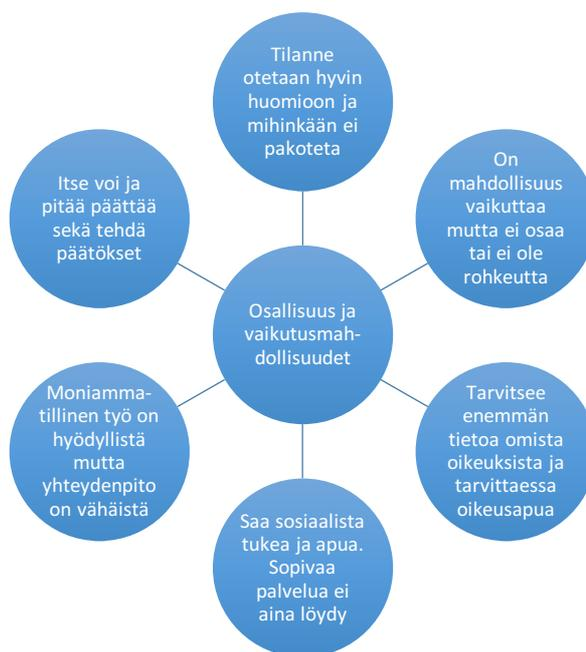 Tilanne
otetaan hyvin
huomioon ja
mihinkään ei
pakoteta
On
mahdollisuus
vaikuttaa
mutta ei osaa
tai ei ole
rohkeutta
Itse voi ja
pitää päättää
sekä tehdä
päätökset
Osallisuus ja
vaikutusmah-
dollisuudet
Moniamma-
tillinen työ on
hyödyllistä
mutta
yhteydenpito
on vähäistä
Tarvitsee
enemmän
tietoa omista
oikeuksista ja
tarvittaessa
oikeusapua
Saa sosiaalista
tukea ja apua.
Sopivaa
palvelua ei
aina löydy